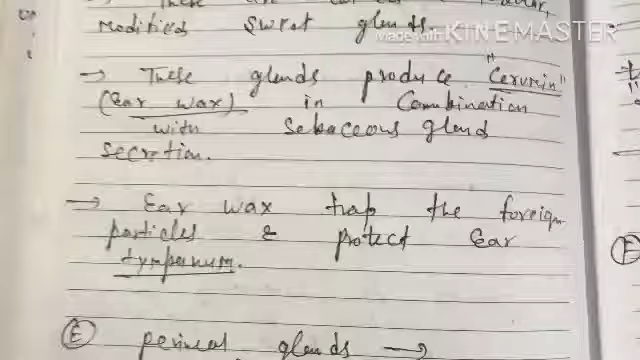 These
modified sweat glands.
Made with KINEMASTER
→ These glands produce "Cerumin"
(Ear wax) in Combination
with Sebaceous gland
secretion.
→ Ear wax trap the foreign
particles & protect Ear
tympanum.
(E) perineal glands →